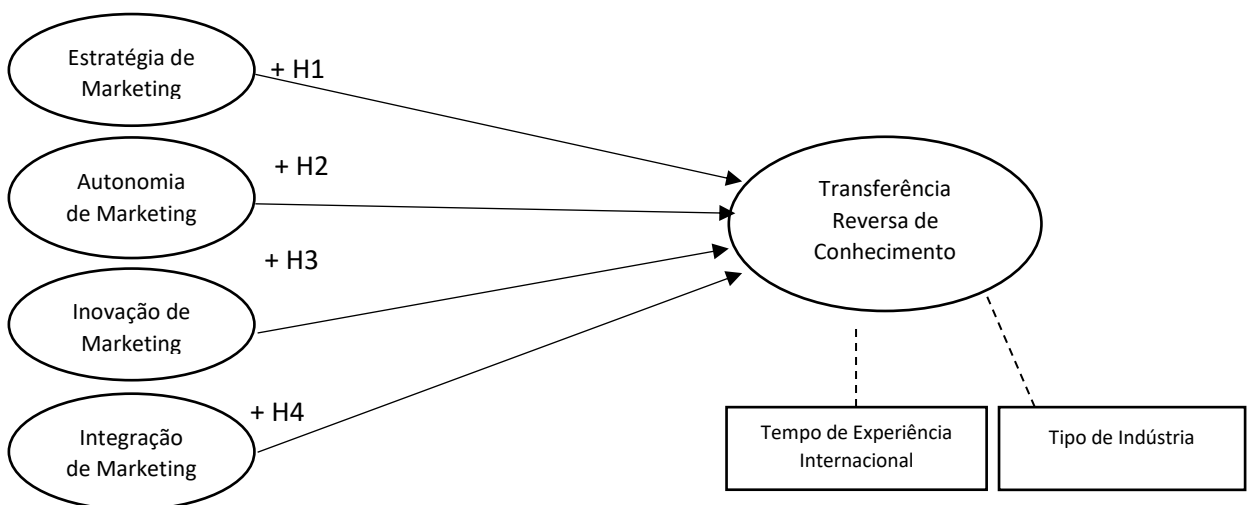 Estratégia de
Marketing
+ H1
Autonomia
de Marketing
+ H2
Inovação de
Marketing
+ H3
Integração
de Marketing
+ H4
Transferência
Reversa de
Conhecimento
Tempo de Experiência
Internacional
Tipo de Indústria